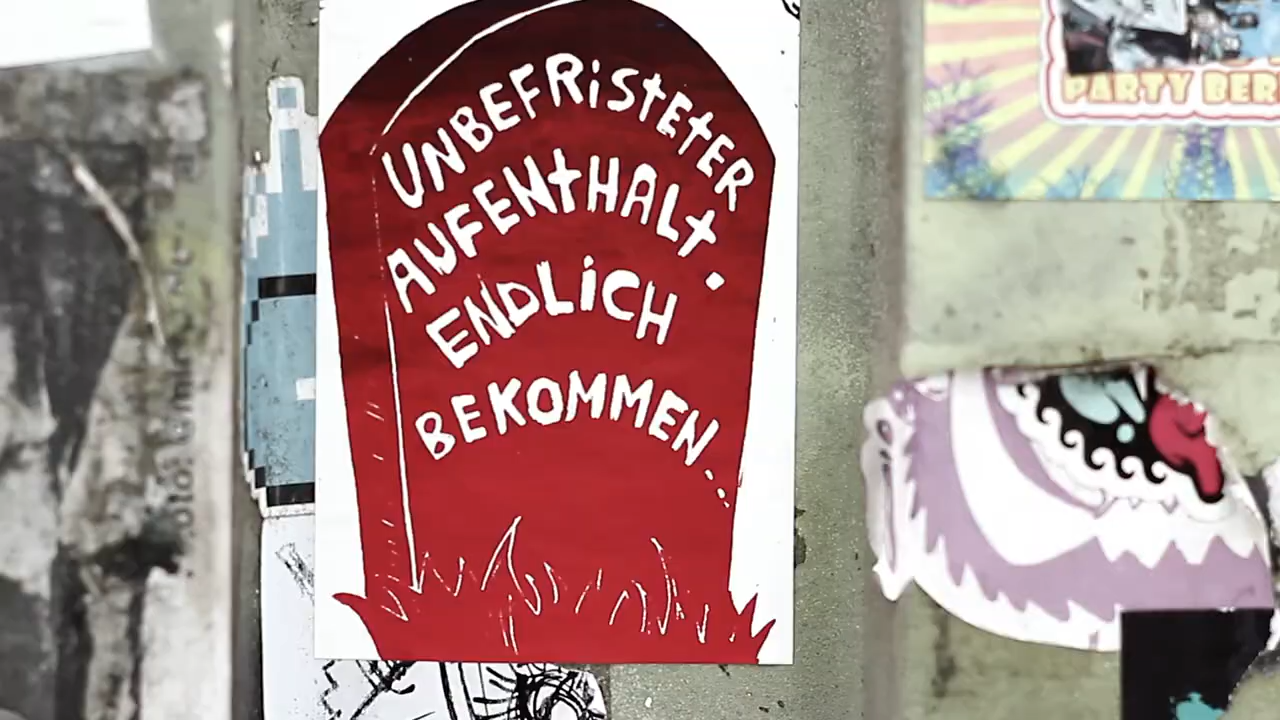 UNBEFRiStEtER
AUFENtHALt.
ENDLiCH
BEKOMMEN...
PARTY BER